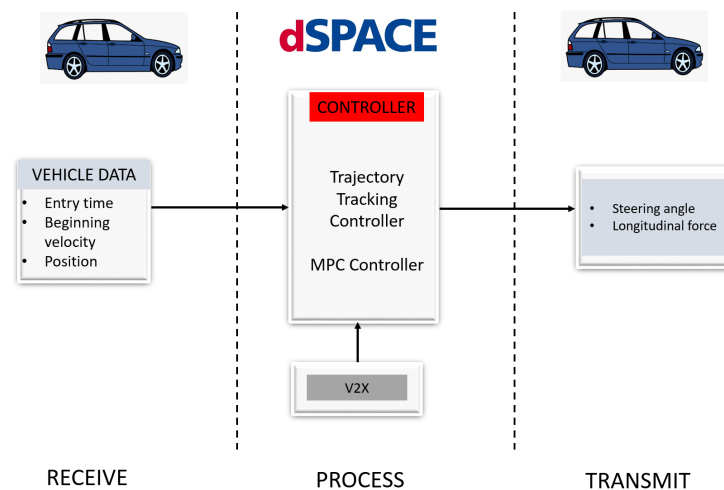 dSPACE
CONTROLLER
VEHICLE DATA
• Entry time
• Beginning
velocity
• Position
Trajectory
Tracking
Controller
MPC Controller
• Steering angle
• Longitudinal force
V2X
RECEIVE
PROCESS
TRANSMIT